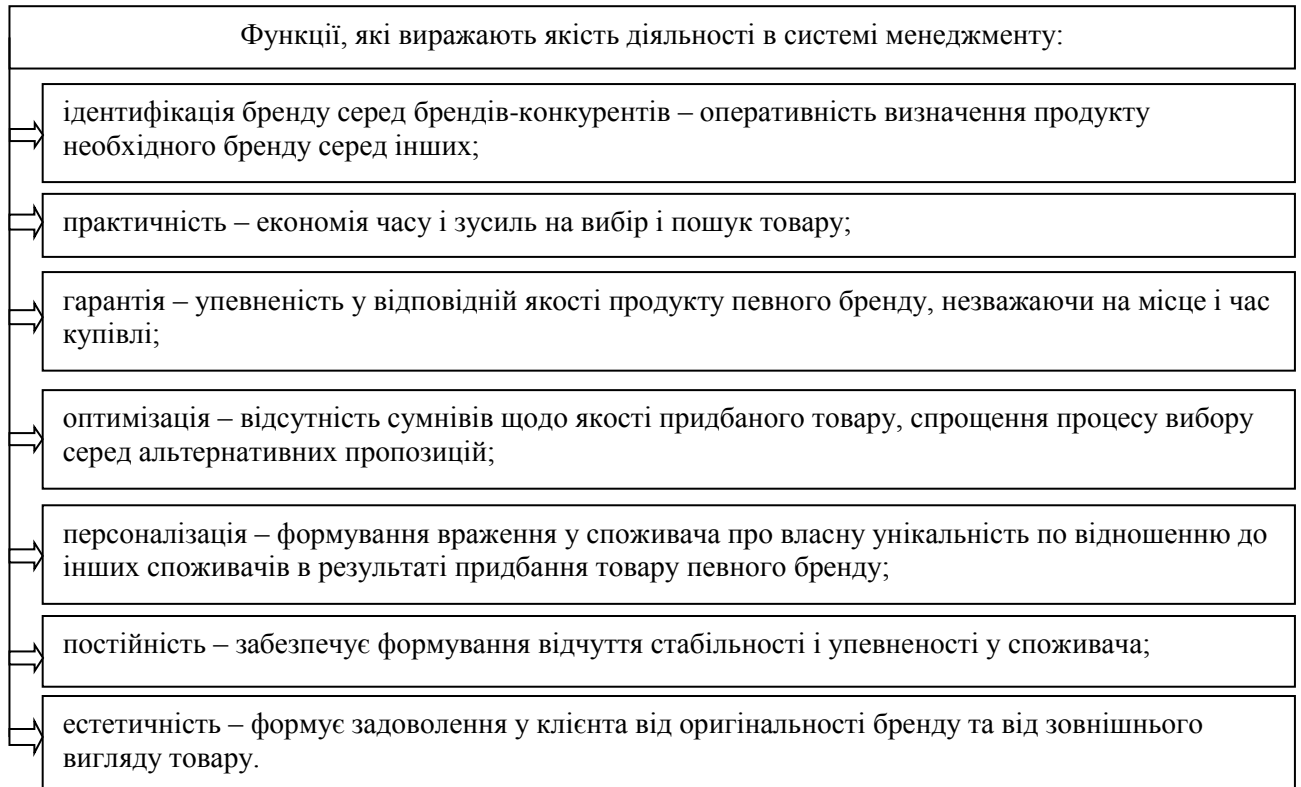 Функції, які виражають якість діяльності в системі менеджменту:
ідентифікація бренду серед брендів-конкурентів – оперативність визначення продукту
необхідного бренду серед інших;
практичність – економія часу і зусиль на вибір і пошук товару;
гарантія – упевненість у відповідній якості продукту певного бренду, незважаючи на місце і час
купівлі;
оптимізація – відсутність сумнівів щодо якості придбаного товару, спрощення процесу вибору
серед альтернативних пропозицій;
персоналізація – формування враження у споживача про власну унікальність по відношенню до
інших споживачів в результаті придбання товару певного бренду;
постійність – забезпечує формування відчуття стабільності і упевненості у споживача;
естетичність – формує задоволення у клієнта від оригінальності бренду та від зовнішнього
вигляду товару.